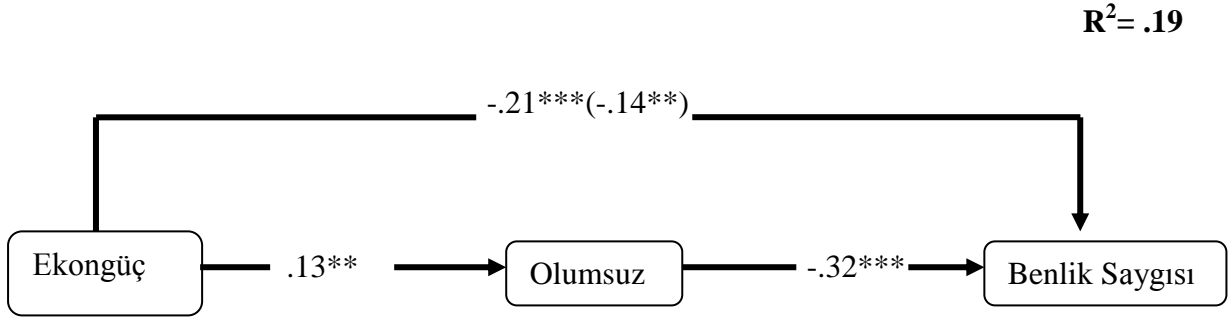 R²= .19
-.21***(-.14**)
Ekongüç
.13**
Olumsuz
-.32***
Benlik Saygısı